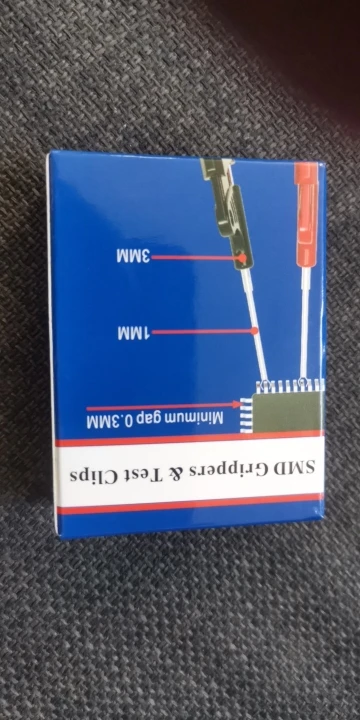 SMD Grippers & Test Clips
Minimum gap 0.3MM
1MM
3MM